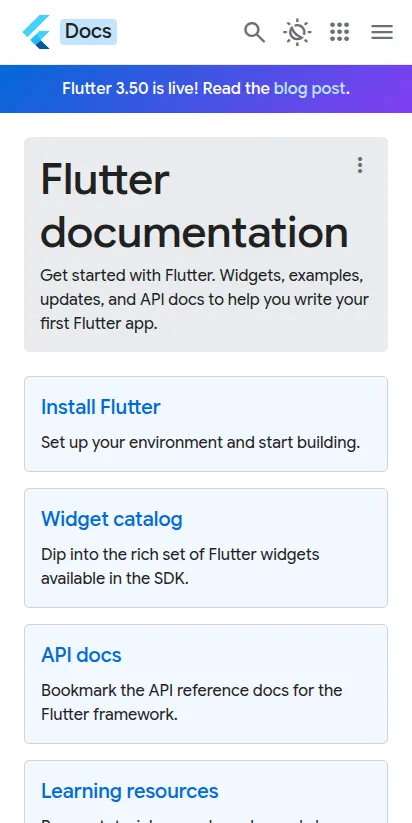 Docs
Flutter 3.50 is live! Read the blog post.
Flutter
documentation
Get started with Flutter. Widgets, examples,
updates, and API docs to help you write your
first Flutter app.
Install Flutter
Set up your environment and start building.
Widget catalog
Dip into the rich set of Flutter widgets
available in the SDK.
API docs
Bookmark the API reference docs for the
Flutter framework.
Learning resources